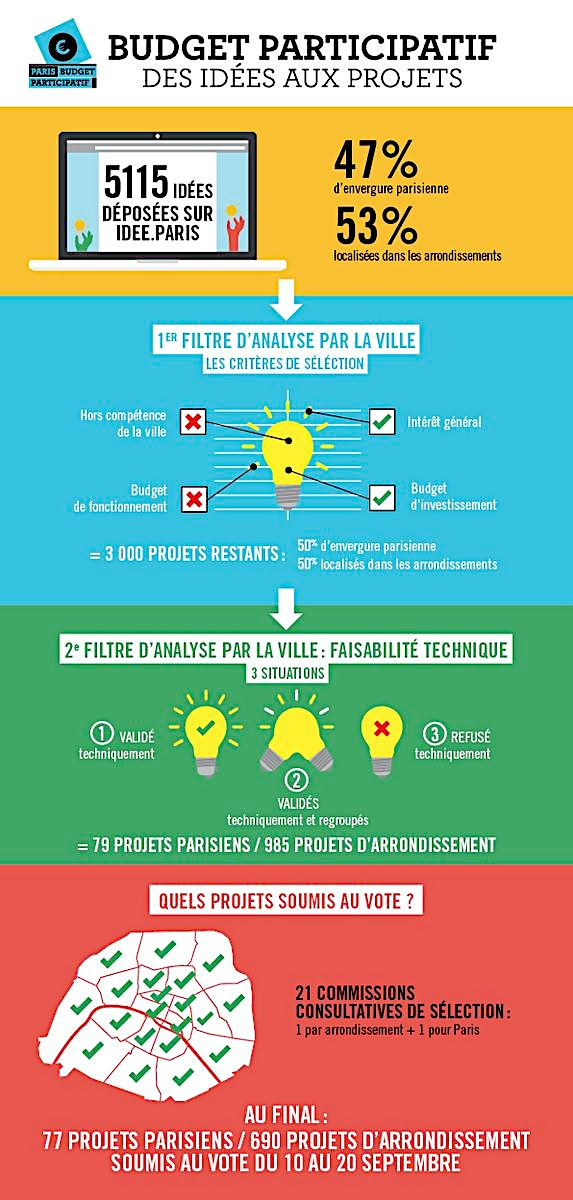 €
PARIS BUDGET
PARTICIPATIF
BUDGET PARTICIPATIF
DES IDÉES AUX PROJETS
5115 IDÉES
DÉPOSÉES SUR
IDEE.PARIS
47%
d'envergure parisienne
53%
localisées dans les arrondissements
1ER FILTRE D'ANALYSE PAR LA VILLE
LES CRITÈRES DE SÉLÉCTION
Hors compétence
de la ville
Intérêt général
Budget
de fonctionnement
Budget
d'investissement
= 3 000 PROJETS RESTANTS :
50% d'envergure parisienne
50% localisés dans les arrondissements
2e FILTRE D'ANALYSE PAR LA VILLE : FAISABILITÉ TECHNIQUE
3 SITUATIONS
1 VALIDÉ
techniquement
2
VALIDÉS
techniquement et regroupés
3 REFUSÉ
techniquement
= 79 PROJETS PARISIENS / 985 PROJETS D'ARRONDISSEMENT
QUELS PROJETS SOUMIS AU VOTE ?
21 COMMISSIONS
CONSULTATIVES DE SÉLECTION :
1 par arrondissement + 1 pour Paris
AU FINAL :
77 PROJETS PARISIENS / 690 PROJETS D'ARRONDISSEMENT
SOUMIS AU VOTE DU 10 AU 20 SEPTEMBRE